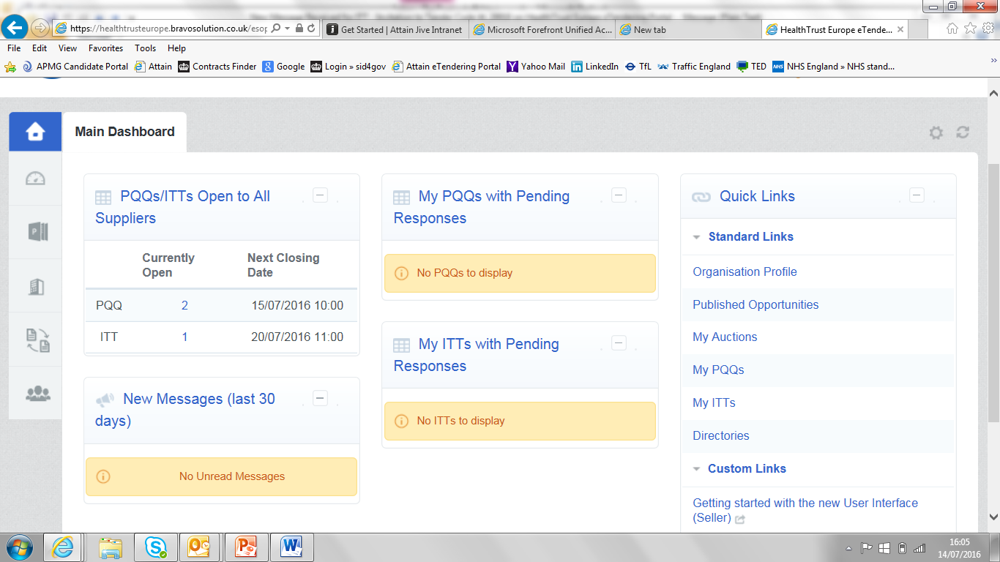 https://healthtrusteurope.bravosolution.co.uk/esop
Get Started | Attain Jive Intranet
Microsoft Forefront Unified Ac...
New tab
HealthTrust Europe eTende...
File Edit View Favorites Tools Help
APMG Candidate Portal Attain Contracts Finder Google Login » sid4gov Attain eTendering Portal Yahoo Mail LinkedIn TfL Traffic England TED NHS England » NHS stand...
Main Dashboard
PQQs/ITTs Open to All
Suppliers
Currently
Open
Next Closing
Date
PQQ 2 15/07/2016 10:00
ITT 1 20/07/2016 11:00
New Messages (last 30
days)
No Unread Messages
My PQQs with Pending
Responses
No PQQs to display
My ITTs with Pending
Responses
No ITTs to display
Quick Links
Standard Links
Organisation Profile
Published Opportunities
My Auctions
My PQQs
My ITTs
Directories
Custom Links
Getting started with the new User Interface
(Seller)
16:05
14/07/2016